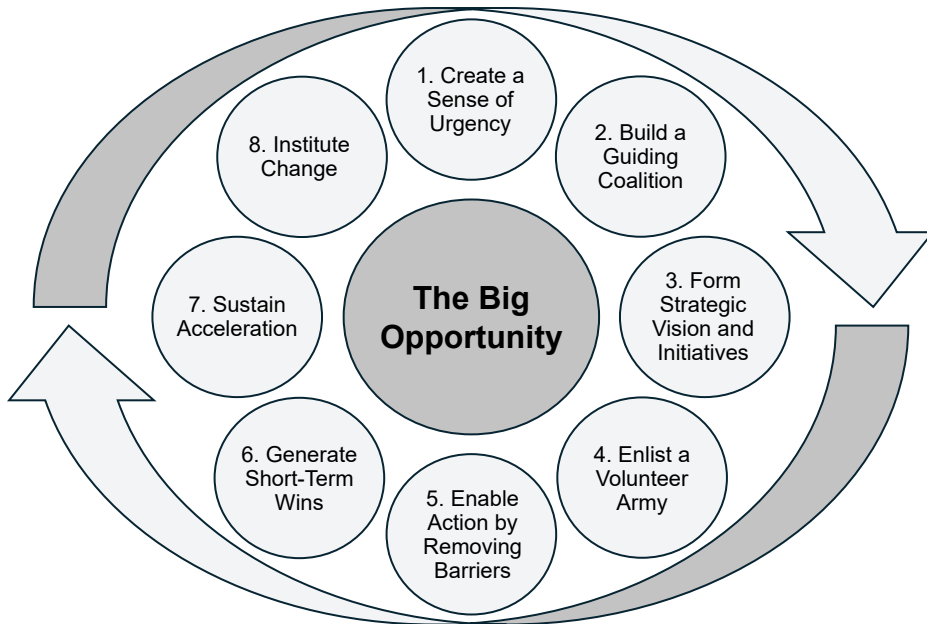 1. Create a
Sense of
Urgency
2. Build a
Guiding
Coalition
3. Form
Strategic
Vision and
Initiatives
4. Enlist a
Volunteer
Army
5. Enable
Action by
Removing
Barriers
6. Generate
Short-Term
Wins
7. Sustain
Acceleration
8. Institute
Change
The Big
Opportunity